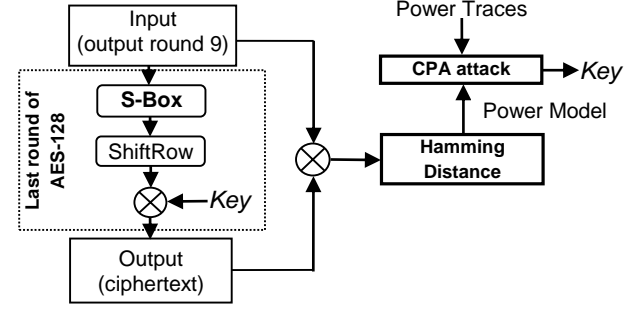 Input
(output round 9)
Last round of
AES-128
S-Box
ShiftRow
Key
Output
(ciphertext)
Power Traces
CPA attack
Key
Power Model
Hamming
Distance